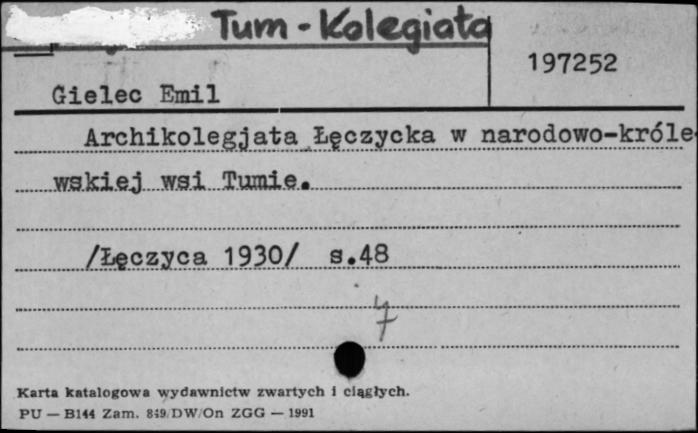 Tum - Kolegiata
197252
Gielec Emil
Archikolegjata Łęczycka w narodowo-króle-
wskiej wsi Tumie.
/Łęczyca 1930/ s.48
4
Karta katalogowa wydawnictw zwartych i ciągłych.
PU — B144 Zam. 849/DW/On ZGG — 1991